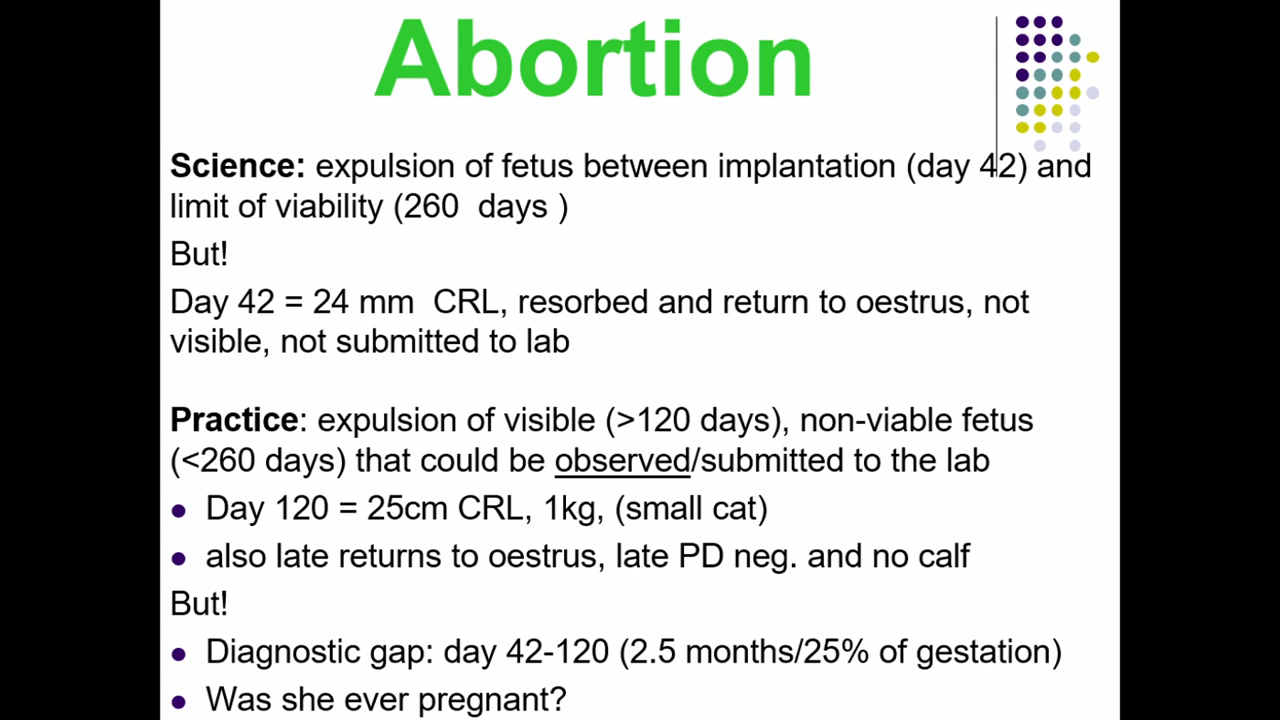 Abortion
Science: expulsion of fetus between implantation (day 42) and
limit of viability (260  days )
But!
Day 42 = 24 mm  CRL, resorbed and return to oestrus, not
visible, not submitted to lab
Practice: expulsion of visible (>120 days), non-viable fetus
(<260 days) that could be observed/submitted to the lab
• Day 120 = 25cm CRL, 1kg, (small cat)
• also late returns to oestrus, late PD neg. and no calf
But!
• Diagnostic gap: day 42-120 (2.5 months/25% of gestation)
• Was she ever pregnant?